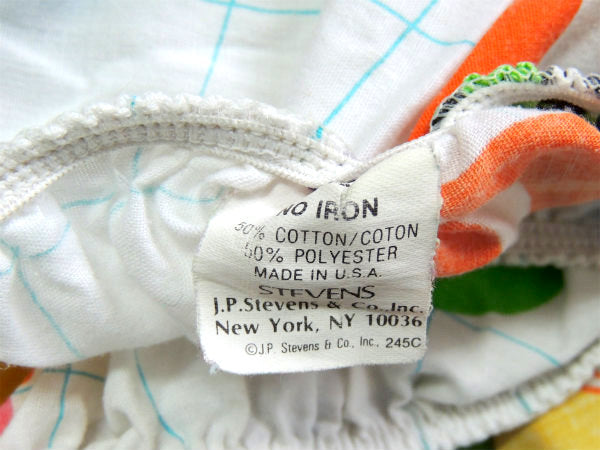 NO IRON
50% COTTON/COTON
50% POLYESTER
MADE IN U.S.A.
STEVENS
J.P.Stevens & Co., Inc.
New York, NY 10036
©J.P. Stevens & Co., Inc. 245C